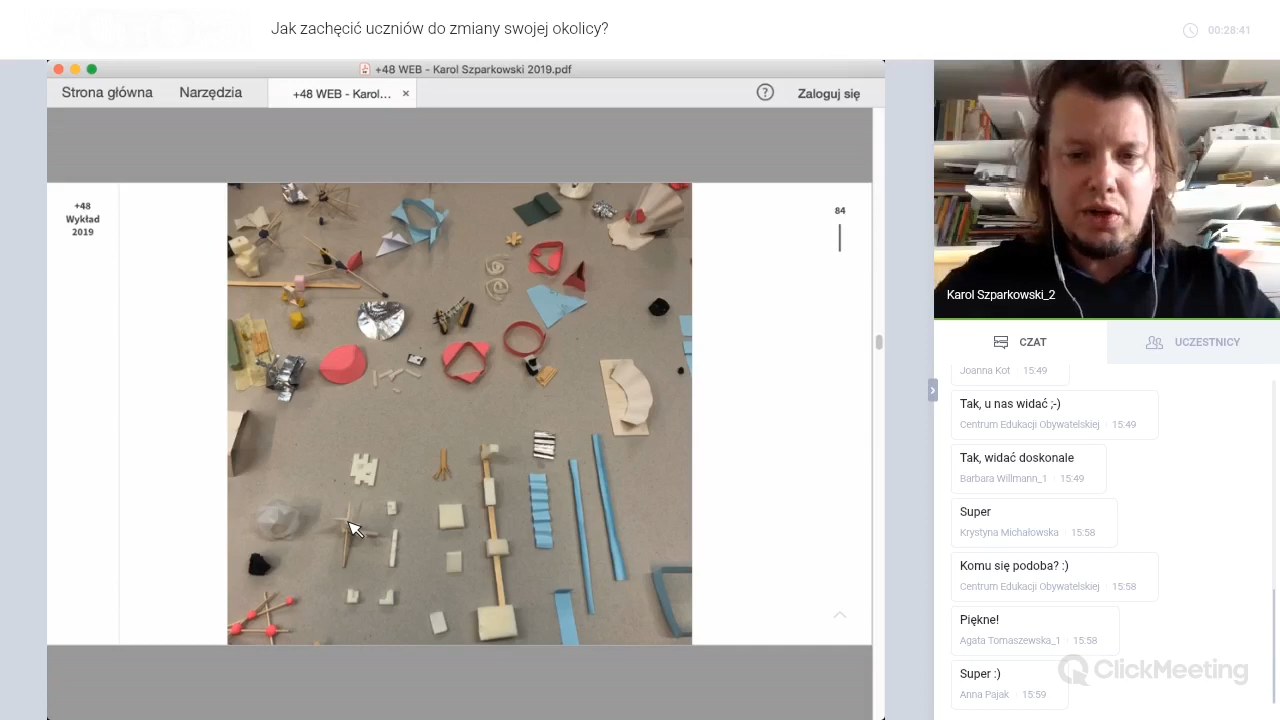 Jak zachęcić uczniów do zmiany swojej okolicy?
00:28:41
+48 WEB - Karol Szparkowski 2019.pdf
Strona główna
Narzędzia
+48 WEB - Karol... ×
Zaloguj się
+48
Wykład
2019
84
Karol Szparkowski_2
CZAT
UCZESTNICY
Joanna Kot · 15:49
Tak, u nas widać ;-)
Centrum Edukacji Obywatelskiej · 15:49
Tak, widać doskonale
Barbara Willmann_1 · 15:49
Super
Krystyna Michałowska · 15:58
Komu się podoba? :)
Centrum Edukacji Obywatelskiej · 15:58
Piękne!
Agata Tomaszewska_1 · 15:58
Super :)
Anna Pajak · 15:59
ClickMeeting